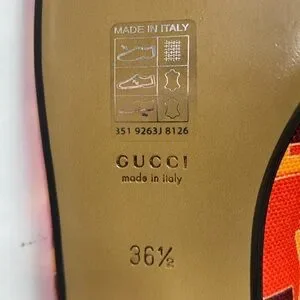 MADE IN ITALY
351 9263J 8126
GUCCI
made in italy
36½